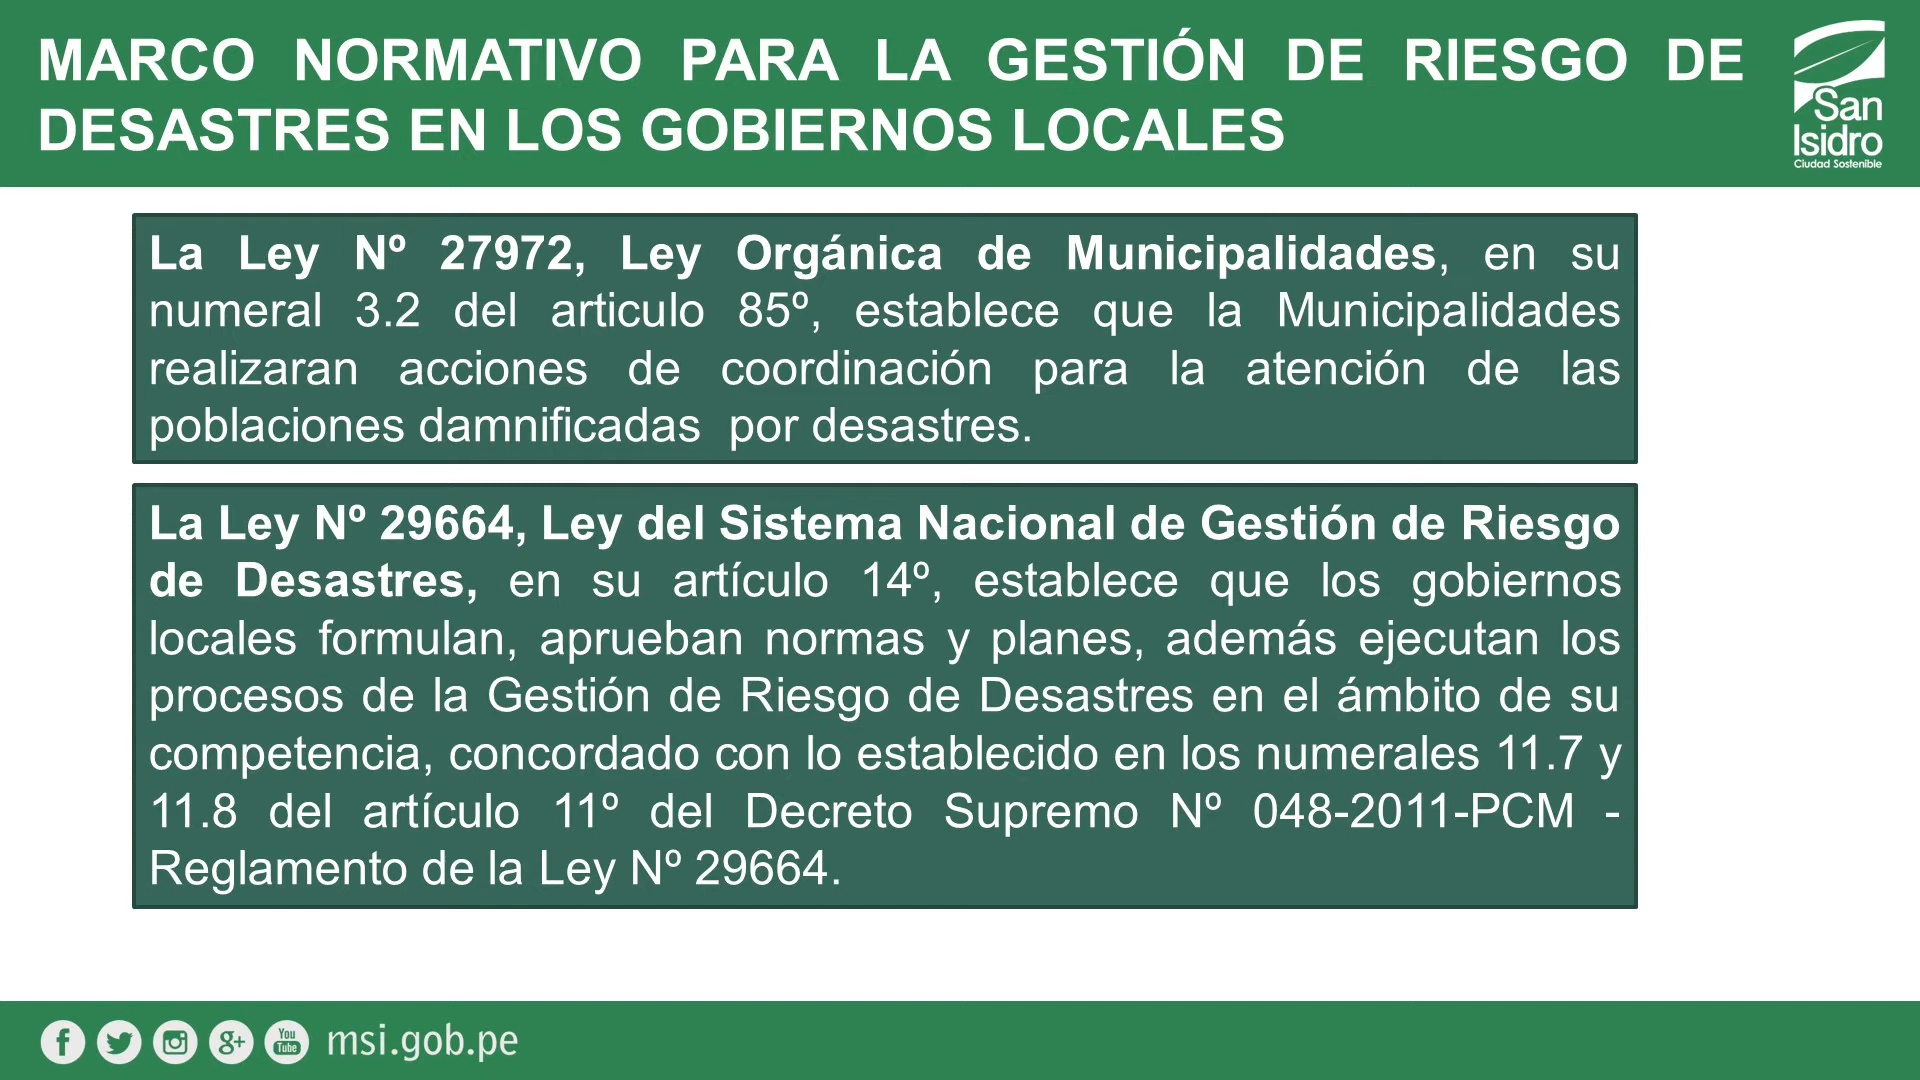 MARCO NORMATIVO PARA LA GESTIÓN DE RIESGO DE
DESASTRES EN LOS GOBIERNOS LOCALES
San
Isidro
Ciudad Sostenible
La Ley Nº 27972, Ley Orgánica de Municipalidades, en su
numeral 3.2 del articulo 85º, establece que la Municipalidades
realizaran acciones de coordinación para la atención de las
poblaciones damnificadas por desastres.
La Ley Nº 29664, Ley del Sistema Nacional de Gestión de Riesgo
de Desastres, en su artículo 14º, establece que los gobiernos
locales formulan, aprueban normas y planes, además ejecutan los
procesos de la Gestión de Riesgo de Desastres en el ámbito de su
competencia, concordado con lo establecido en los numerales 11.7 y
11.8 del artículo 11º del Decreto Supremo Nº 048-2011-PCM -
Reglamento de la Ley Nº 29664.
f g+ You Tube msi.gob.pe